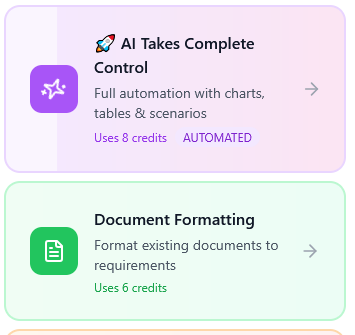 🚀 AI Takes Complete
Control
Full automation with charts,
tables & scenarios
Uses 8 credits AUTOMATED
Document Formatting
Format existing documents to
requirements
Uses 6 credits